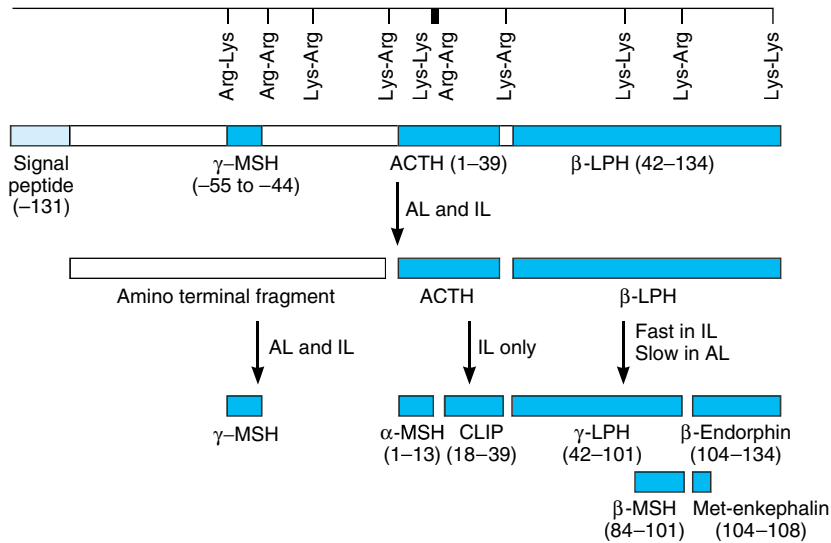 Arg-Lys
Arg-Arg
Lys-Arg
Lys-Arg
Lys-Lys
Arg-Arg
Lys-Arg
Lys-Lys
Lys-Arg
Lys-Lys
Signal
peptide
(–131)
γ–MSH
(–55 to –44)
ACTH (1–39)
β-LPH (42–134)
AL and IL
Amino terminal fragment
ACTH
β-LPH
AL and IL
IL only
Fast in IL
Slow in AL
γ–MSH
α-MSH
(1–13)
CLIP
(18–39)
γ-LPH
(42–101)
β-Endorphin
(104–134)
β-MSH
(84–101)
Met-enkephalin
(104–108)